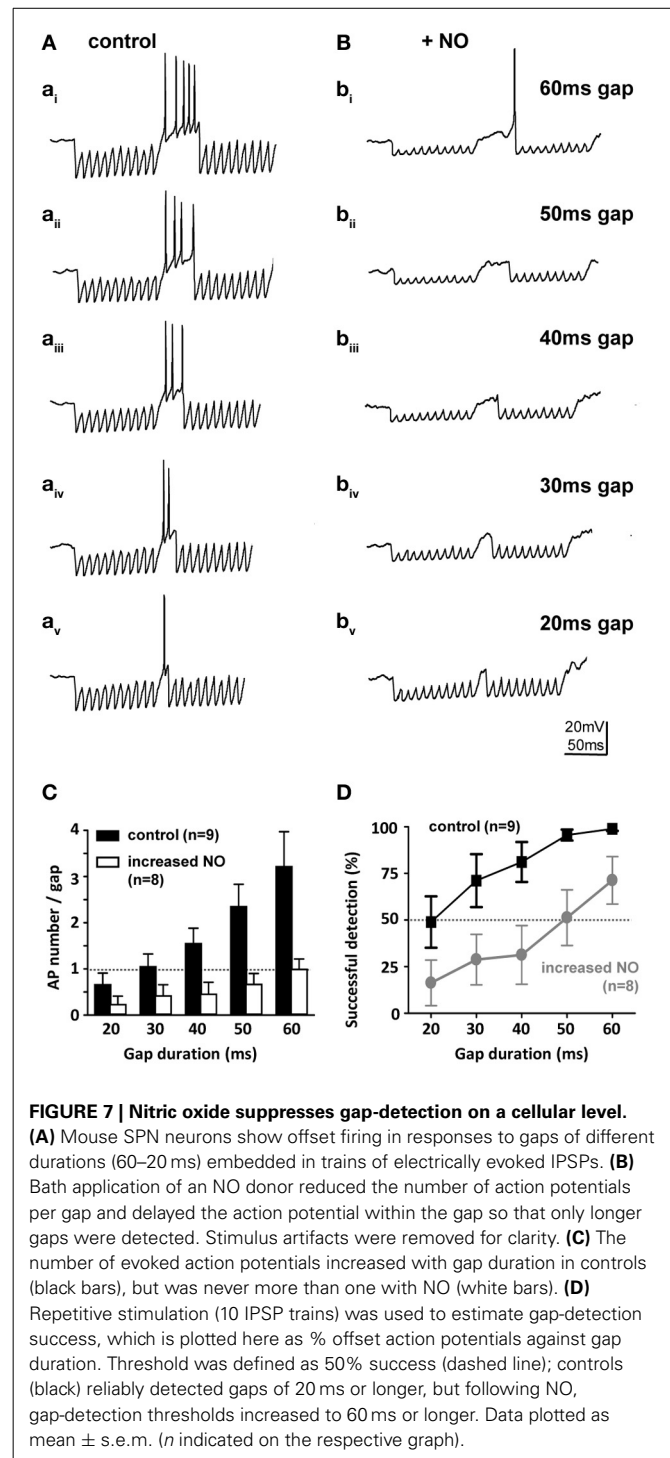 A control
B + NO
ai
bi
60ms gap
aii
bii
50ms gap
aiii
biii
40ms gap
aiv
biv
30ms gap
av
bv
20ms gap
20mV
50ms
C
D
4
3
2
1
0
AP number / gap
control (n=9)
increased NO
(n=8)
20 30 40 50 60
Gap duration (ms)
100
75
50
25
0
Successful detection (%)
control (n=9)
increased NO
(n=8)
20 30 40 50 60
Gap duration (ms)
FIGURE 7 | Nitric oxide suppresses gap-detection on a cellular level.
(A) Mouse SPN neurons show offset firing in responses to gaps of different
durations (60–20 ms) embedded in trains of electrically evoked IPSPs. (B)
Bath application of an NO donor reduced the number of action potentials
per gap and delayed the action potential within the gap so that only longer
gaps were detected. Stimulus artifacts were removed for clarity. (C) The
number of evoked action potentials increased with gap duration in controls
(black bars), but was never more than one with NO (white bars). (D)
Repetitive stimulation (10 IPSP trains) was used to estimate gap-detection
success, which is plotted here as % offset action potentials against gap
duration. Threshold was defined as 50% success (dashed line); controls
(black) reliably detected gaps of 20 ms or longer, but following NO,
gap-detection thresholds increased to 60 ms or longer. Data plotted as
mean ± s.e.m. (n indicated on the respective graph).